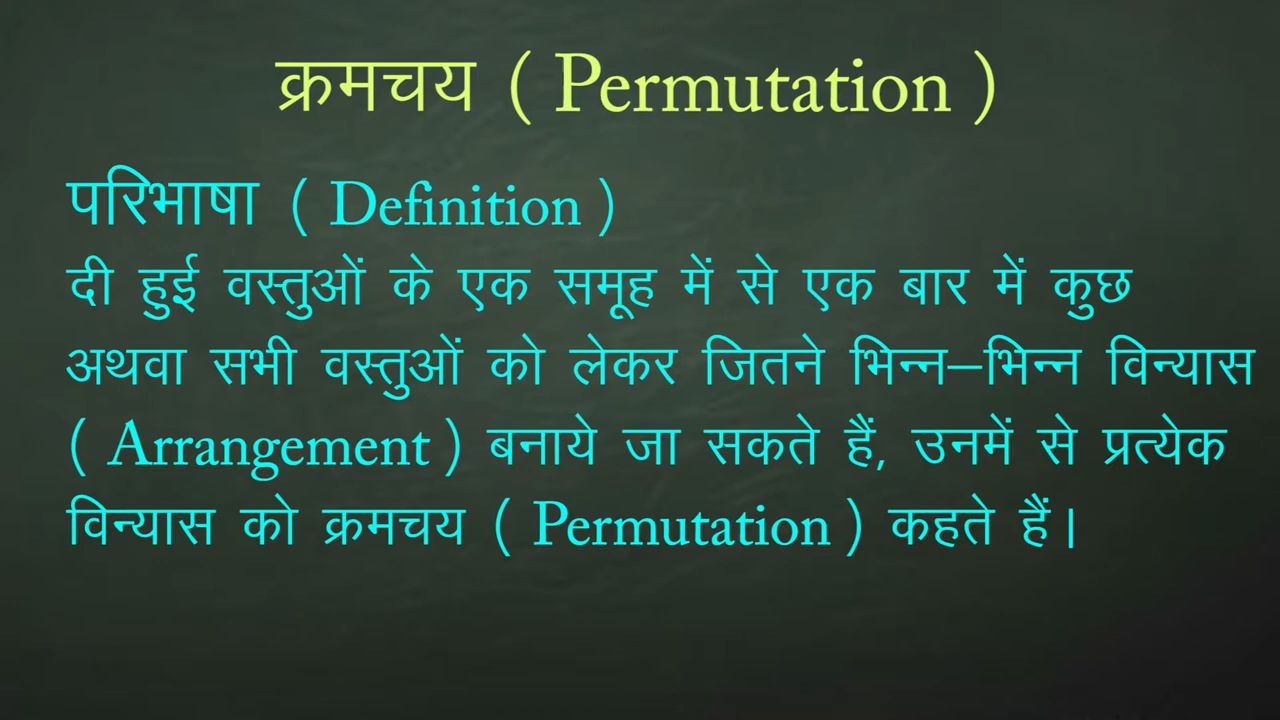 क्रमचय ( Permutation )
परिभाषा ( Definition )
दी हुई वस्तुओं के एक समूह में से एक बार में कुछ
अथवा सभी वस्तुओं को लेकर जितने भिन्न–भिन्न विन्यास
( Arrangement ) बनाये जा सकते हैं, उनमें से प्रत्येक
विन्यास को क्रमचय ( Permutation ) कहते हैं।